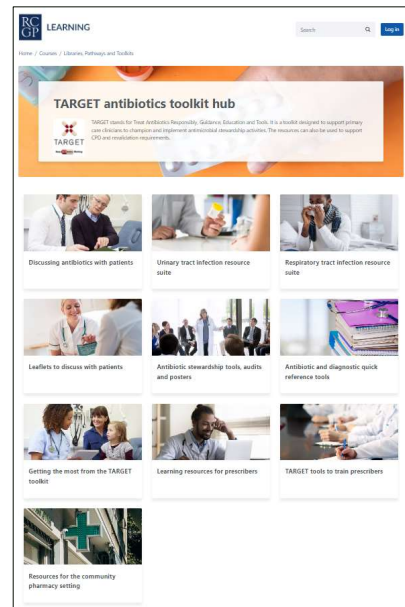 RC
GP
LEARNING
Search
Log in
Home / Courses / Libraries, Pathways and Toolkits
TARGET antibiotics toolkit hub
TARGET stands for Treat Antibiotics Responsibly, Guidance, Education and Tools. It is a toolkit designed to support primary
care clinicians to champion and implement antimicrobial stewardship activities. The resources can also be used to support
CPD and revalidation requirements.
TARGET
Discussing antibiotics with patients
Urinary tract infection resource
suite
Respiratory tract infection resource
suite
Leaflets to discuss with patients
Antibiotic stewardship tools, audits
and posters
Antibiotic and diagnostic quick
reference tools
Getting the most from the TARGET
toolkit
Learning resources for prescribers
TARGET tools to train prescribers
Resources for the community
pharmacy setting